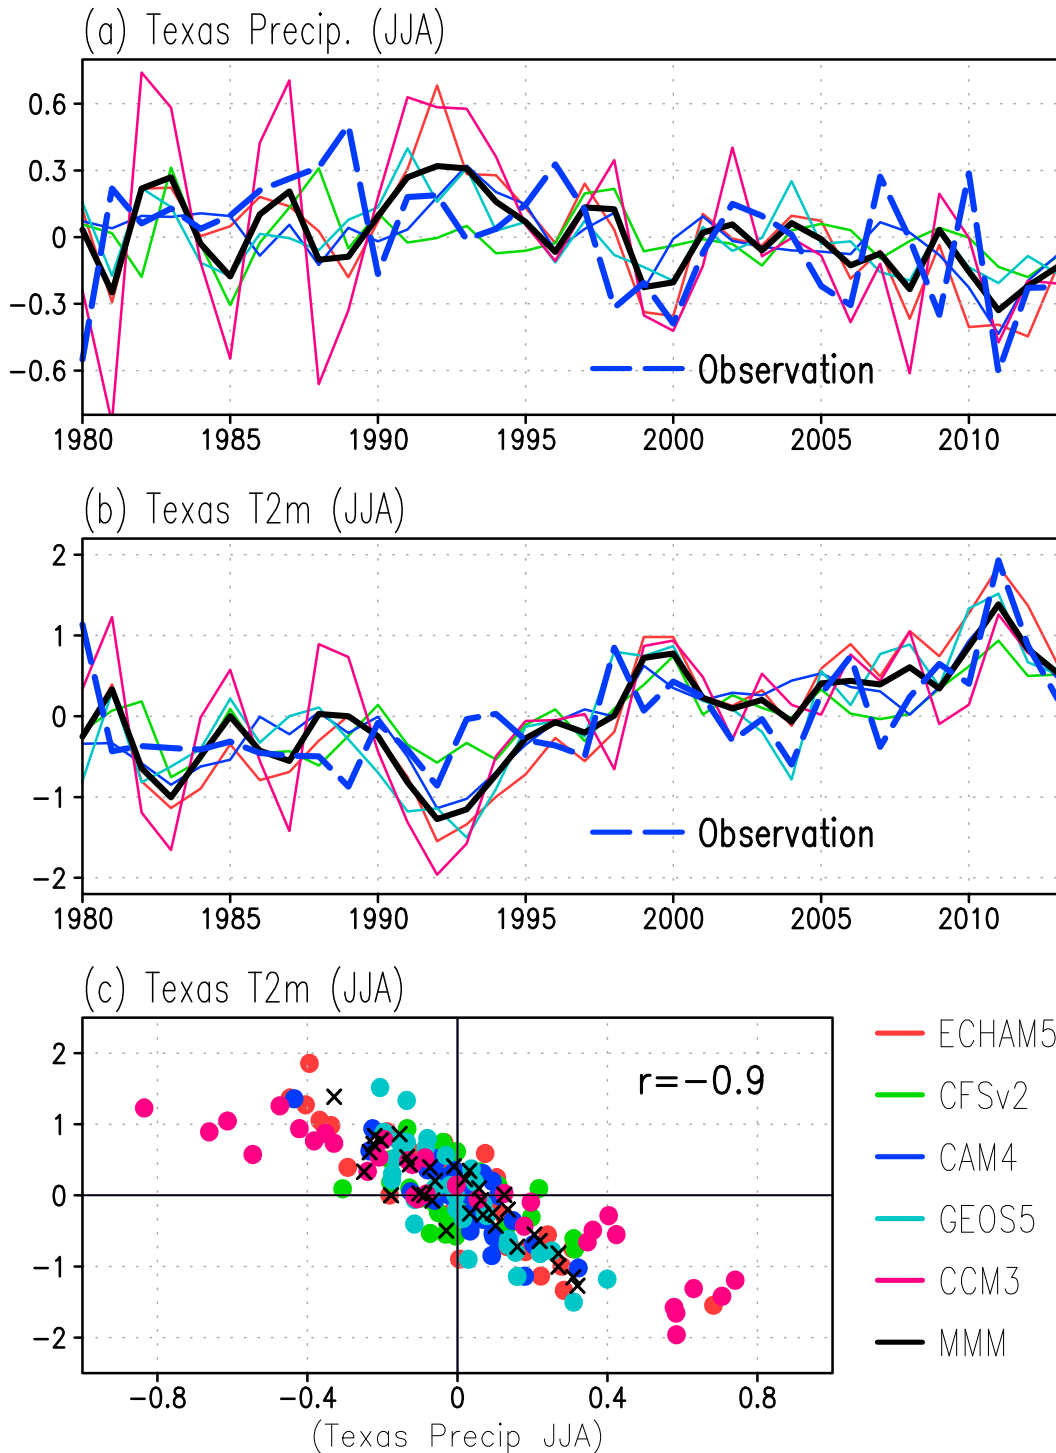 (a) Texas Precip. (JJA)
0.6
0.3
0
−0.3
−0.6
Observation
1980 1985 1990 1995 2000 2005 2010
(b) Texas T2m (JJA)
2
1
0
−1
−2
Observation
1980 1985 1990 1995 2000 2005 2010
(c) Texas T2m (JJA)
2
1
0
−1
−2
r=−0.9
−0.8 −0.4 0 0.4 0.8
(Texas Precip JJA)
ECHAM5
CFSv2
CAM4
GEOS5
CCM3
MMM